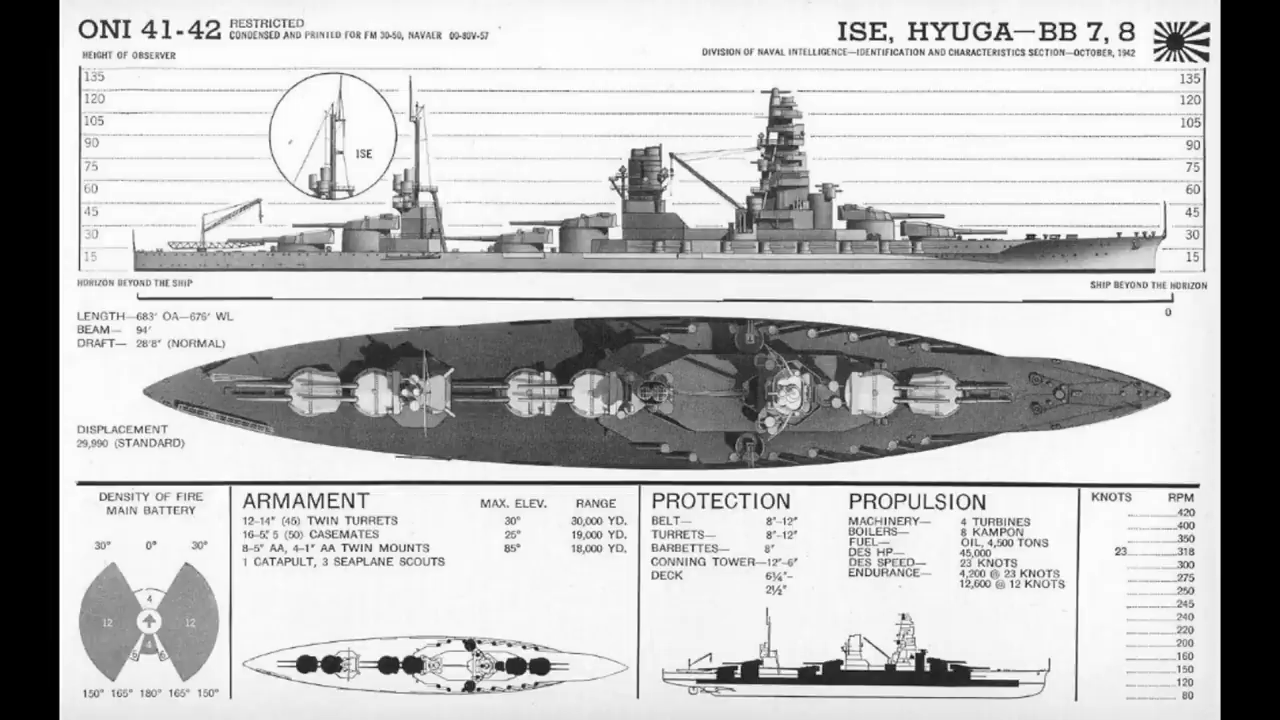 ONI 41-42 RESTRICTED
CONDENSED AND PRINTED FOR FM 30-50, NAVAER 00-80V-57
ISE, HYUGA—BB 7, 8
DIVISION OF NAVAL INTELLIGENCE—IDENTIFICATION AND CHARACTERISTICS SECTION—OCTOBER, 1942
HEIGHT OF OBSERVER
135 135
120 120
105 105
90 90
75 75
60 60
45 45
30 30
15 15
ISE
HORIZON BEYOND THE SHIP
SHIP BEYOND THE HORIZON
0
LENGTH—683' OA—676' WL
BEAM— 94'
DRAFT— 28'8" (NORMAL)
DISPLACEMENT
29,990 (STANDARD)
DENSITY OF FIRE
MAIN BATTERY
30° 0° 30°
4
12 12
6 4 6
150° 165° 180° 165° 150°
ARMAMENT MAX. ELEV. RANGE
12-14" (45) TWIN TURRETS 30° 30,000 YD.
16-5."5 (50) CASEMATES 25° 19,000 YD.
8-5" AA, 4-1" AA TWIN MOUNTS 85° 18,000 YD.
1 CATAPULT, 3 SEAPLANE SCOUTS
PROTECTION
BELT— 8"-12"
TURRETS— 8"-12"
BARBETTES— 8"
CONNING TOWER—12"-6"
DECK 6¼"-
2½"
PROPULSION
MACHINERY— 4 TURBINES
BOILERS— 8 KAMPON
FUEL— OIL, 4,500 TONS
DES HP— 45,000
DES SPEED— 23 KNOTS
ENDURANCE— 4,200 @ 23 KNOTS
12,600 @ 12 KNOTS
KNOTS RPM
420
400
350
23 318
300
275
250
245
240
220
200
160
150
120
80